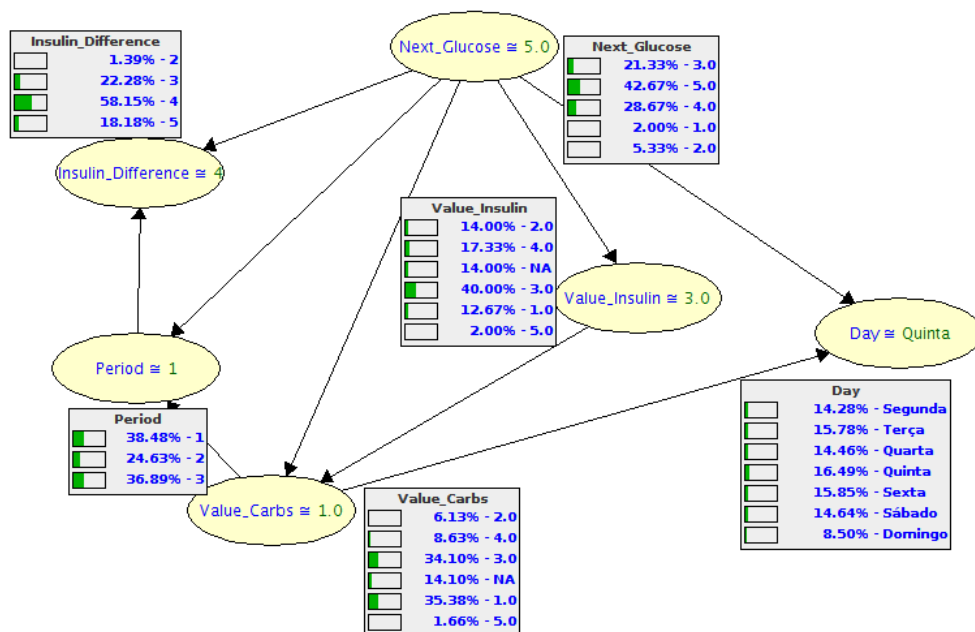 Next_Glucose ≅ 5.0
Insulin_Difference
1.39% - 2
22.28% - 3
58.15% - 4
18.18% - 5
Next_Glucose
21.33% - 3.0
42.67% - 5.0
28.67% - 4.0
2.00% - 1.0
5.33% - 2.0
Insulin_Difference ≅ 4
Value_Insulin
14.00% - 2.0
17.33% - 4.0
14.00% - NA
40.00% - 3.0
12.67% - 1.0
2.00% - 5.0
Value_Insulin ≅ 3.0
Day ≅ Quinta
Period ≅ 1
Period
38.48% - 1
24.63% - 2
36.89% - 3
Day
14.28% - Segunda
15.78% - Terça
14.46% - Quarta
16.49% - Quinta
15.85% - Sexta
14.64% - Sábado
8.50% - Domingo
Value_Carbs ≅ 1.0
Value_Carbs
6.13% - 2.0
8.63% - 4.0
34.10% - 3.0
14.10% - NA
35.38% - 1.0
1.66% - 5.0